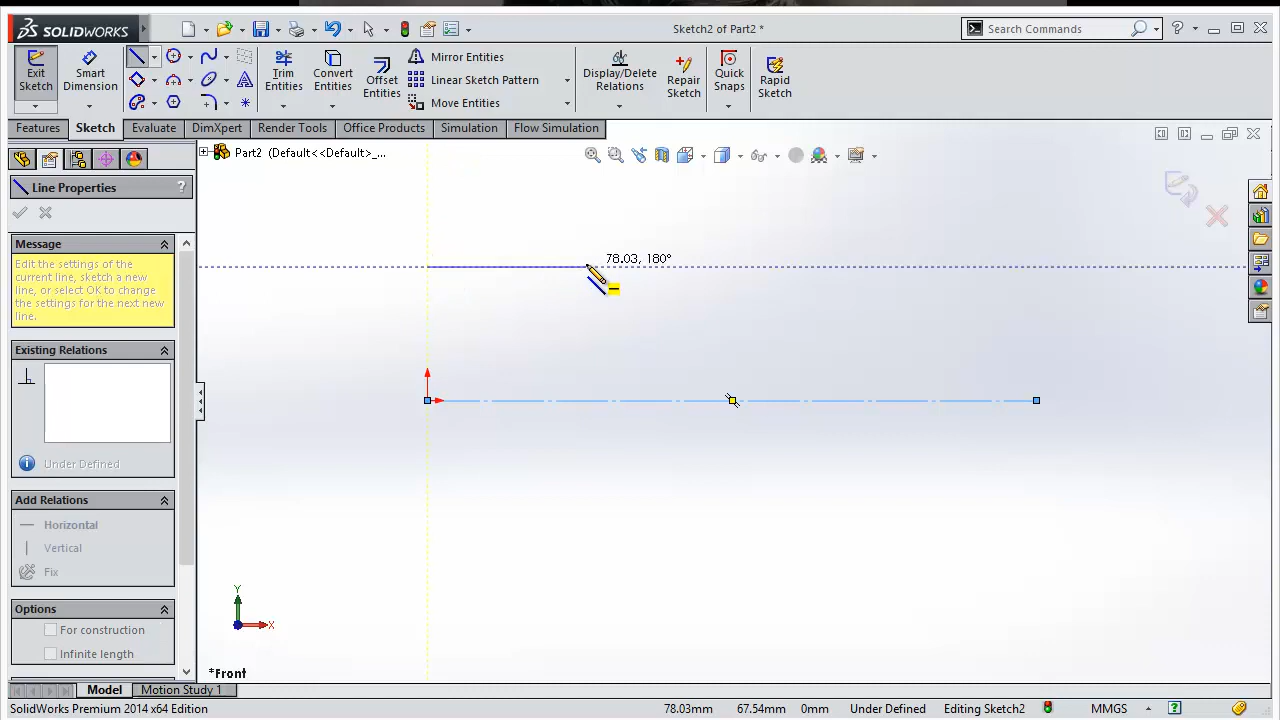 SOLIDWORKS
Sketch2 of Part2 *
Search Commands
Exit Sketch
Smart Dimension
Trim Entities
Convert Entities
Offset Entities
Mirror Entities
Linear Sketch Pattern
Move Entities
Display/Delete Relations
Repair Sketch
Quick Snaps
Rapid Sketch
Features
Sketch
Evaluate
DimXpert
Render Tools
Office Products
Simulation
Flow Simulation
Part2 (Default<<Default>_...
Line Properties
?
Message
Edit the settings of the
current line, sketch a new
line, or select OK to change
the settings for the next new
line.
78.03, 180°
Existing Relations
Under Defined
Add Relations
Horizontal
Vertical
Fix
Options
For construction
Infinite length
Y
X
*Front
Model
Motion Study 1
SolidWorks Premium 2014 x64 Edition
78.03mm
67.54mm
0mm
Under Defined
Editing Sketch2
MMGS